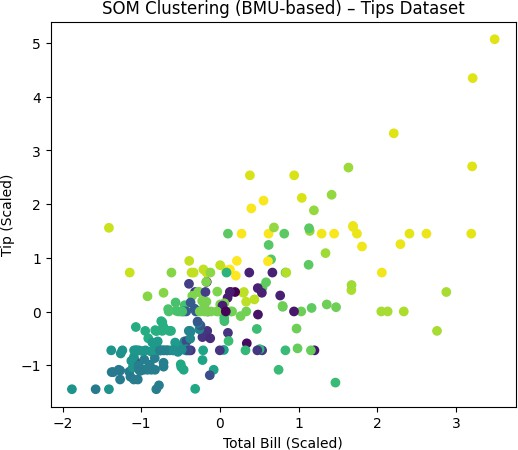 SOM Clustering (BMU-based) – Tips Dataset
5
4
3
2
1
0
−1
Tip (Scaled)
−2 −1 0 1 2 3
Total Bill (Scaled)